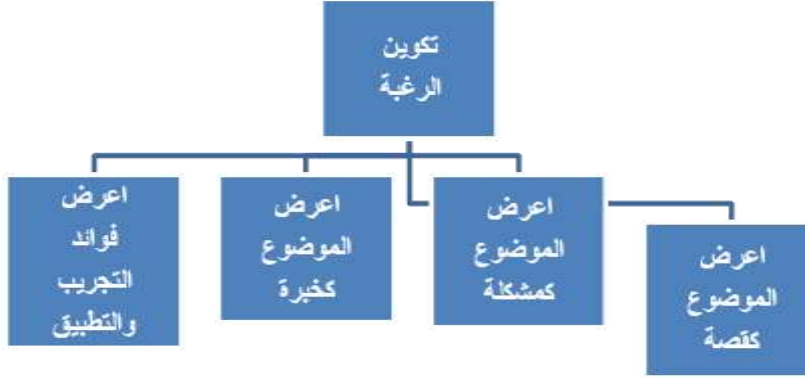 تكوين
الرغبة
اعرض
الموضوع
كقصة
اعرض
الموضوع
كمشكلة
اعرض
الموضوع
كخبرة
اعرض
فوائد
التجريب
والتطبيق